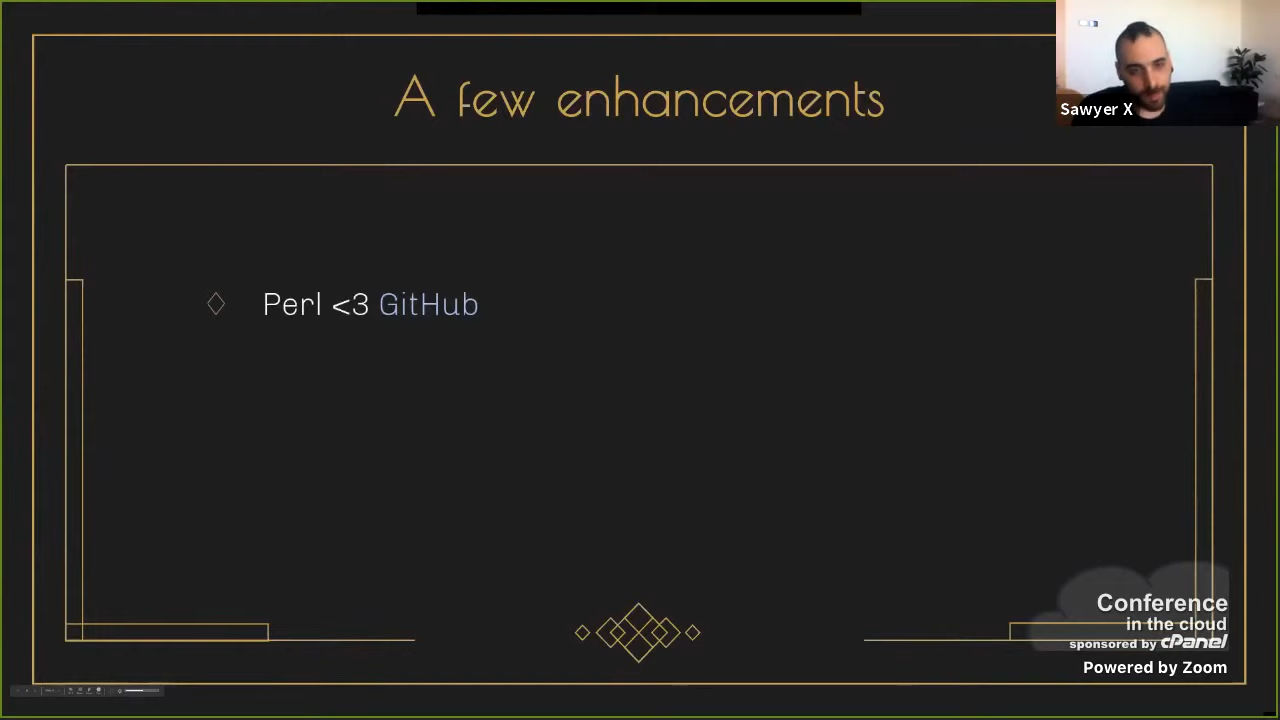 A few enhancements
Sawyer X
Perl <3 GitHub
Conference
in the cloud
sponsored by cPanel
Powered by Zoom